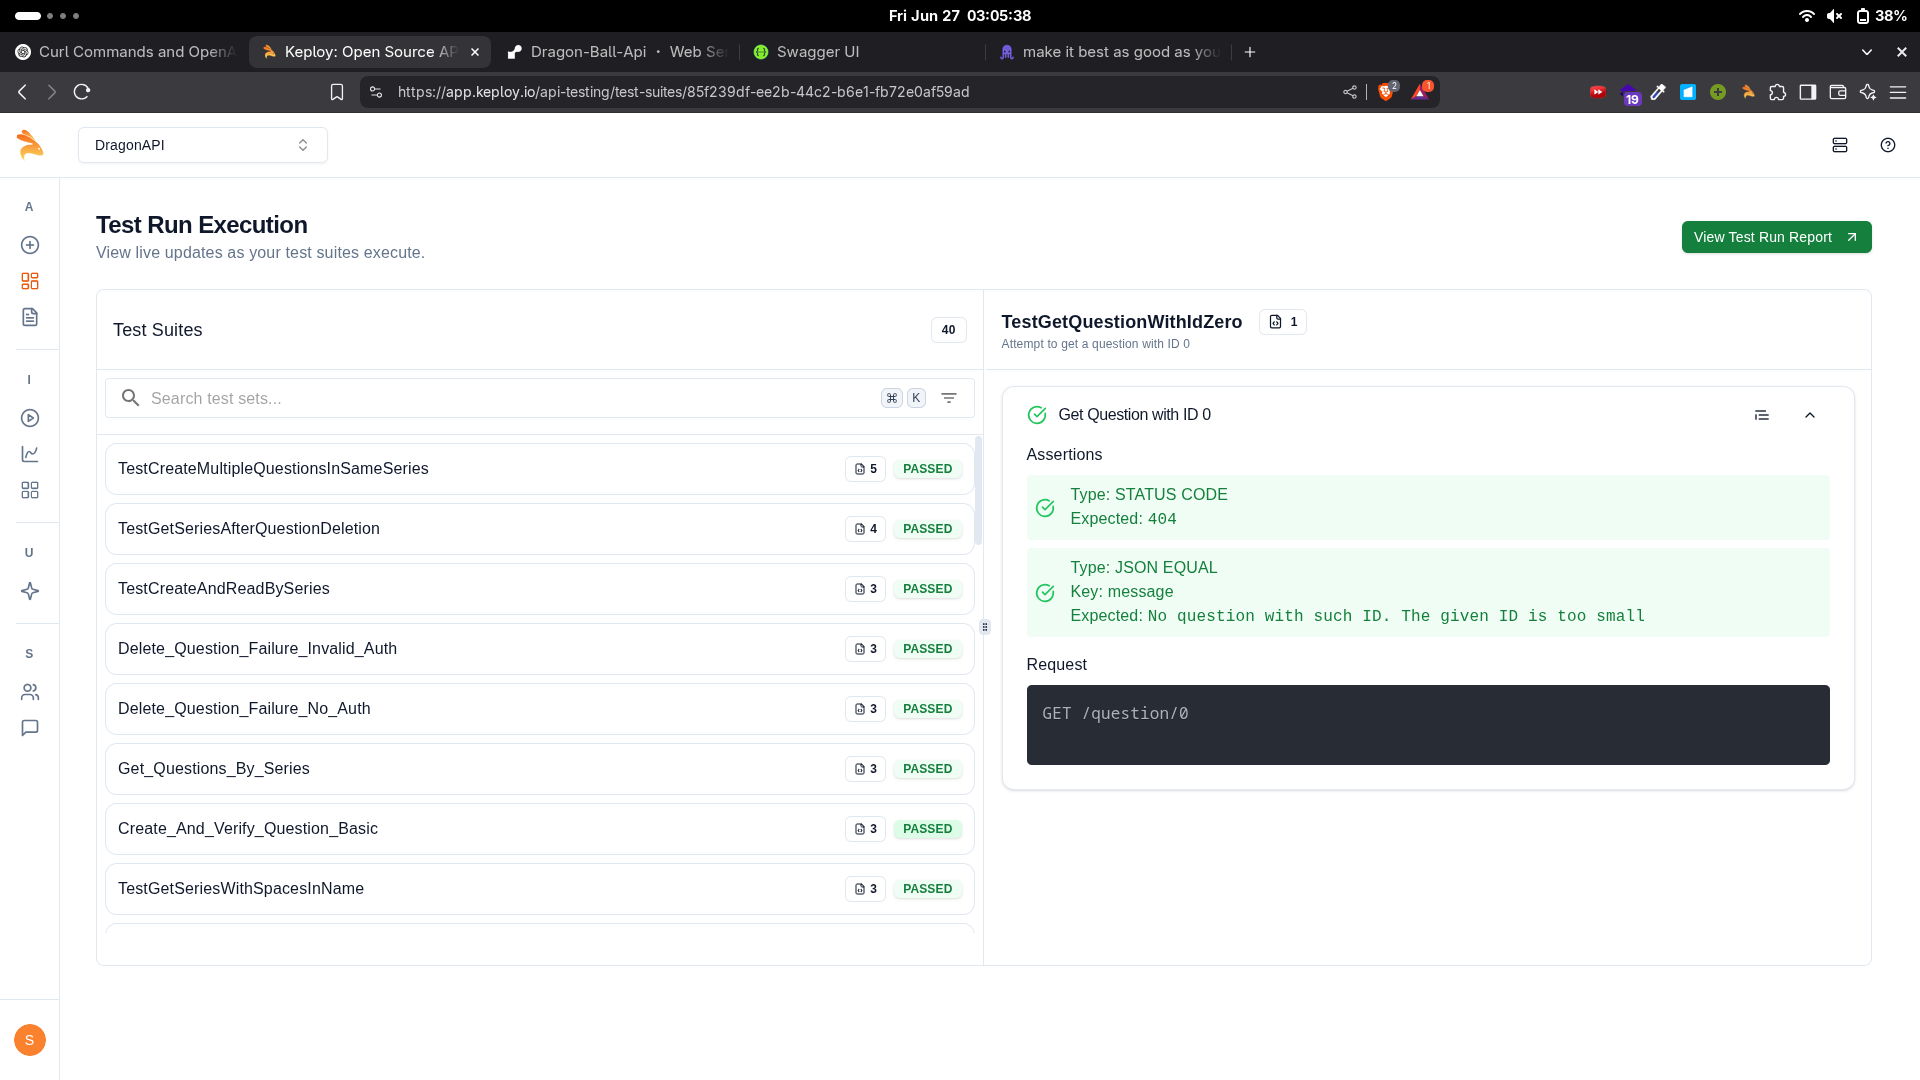 Fri Jun 27 03:05:38
38%
Curl Commands and OpenA
Keploy: Open Source AP
Dragon-Ball-Api • Web Se
Swagger UI
make it best as good as you
https://app.keploy.io/api-testing/test-suites/85f239df-ee2b-44c2-b6e1-fb72e0af59ad
2
1
19
DragonAPI
A
I
U
S
S
Test Run Execution
View live updates as your test suites execute.
View Test Run Report
Test Suites
40
Search test sets...
⌘ K
TestCreateMultipleQuestionsInSameSeries 5 PASSED
TestGetSeriesAfterQuestionDeletion 4 PASSED
TestCreateAndReadBySeries 3 PASSED
Delete_Question_Failure_Invalid_Auth 3 PASSED
Delete_Question_Failure_No_Auth 3 PASSED
Get_Questions_By_Series 3 PASSED
Create_And_Verify_Question_Basic 3 PASSED
TestGetSeriesWithSpacesInName 3 PASSED
TestGetQuestionWithIdZero 1
Attempt to get a question with ID 0
Get Question with ID 0
Assertions
Type: STATUS CODE
Expected: 404
Type: JSON EQUAL
Key: message
Expected: No question with such ID. The given ID is too small
Request
GET /question/0